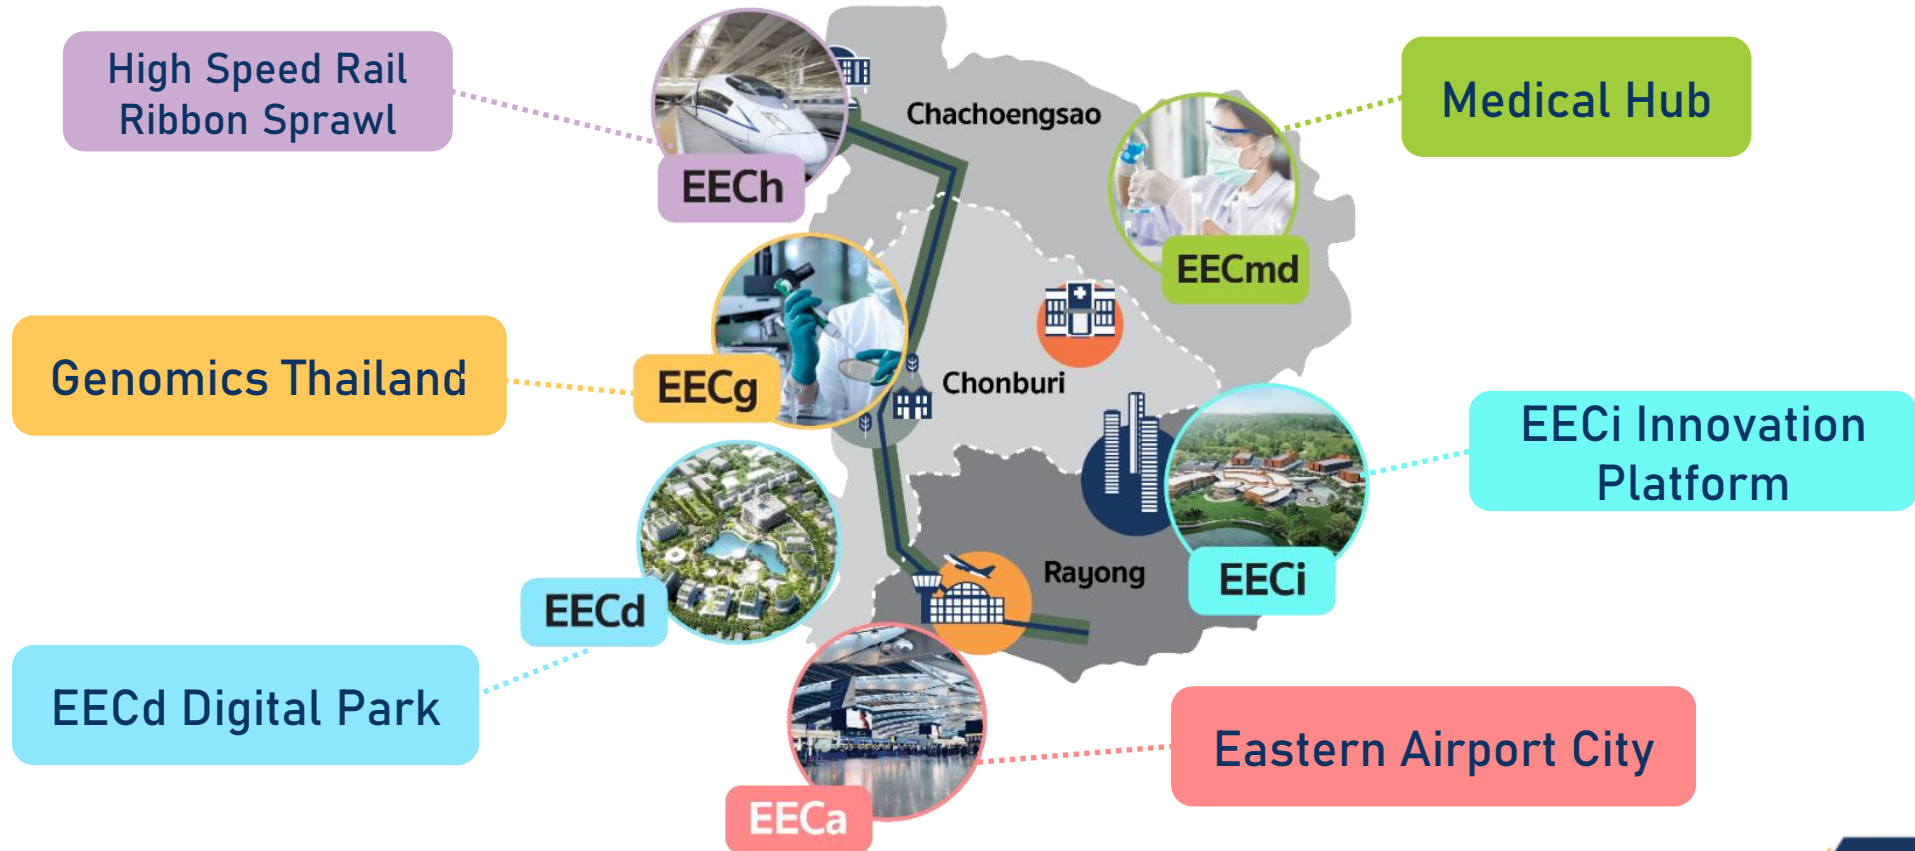 High Speed Rail
Ribbon Sprawl
EECh
Chachoengsao
Medical Hub
EECmd
Genomics Thailand
EECg
Chonburi
EECi Innovation
Platform
EECi
EECd
Rayong
EECd Digital Park
EECa
Eastern Airport City